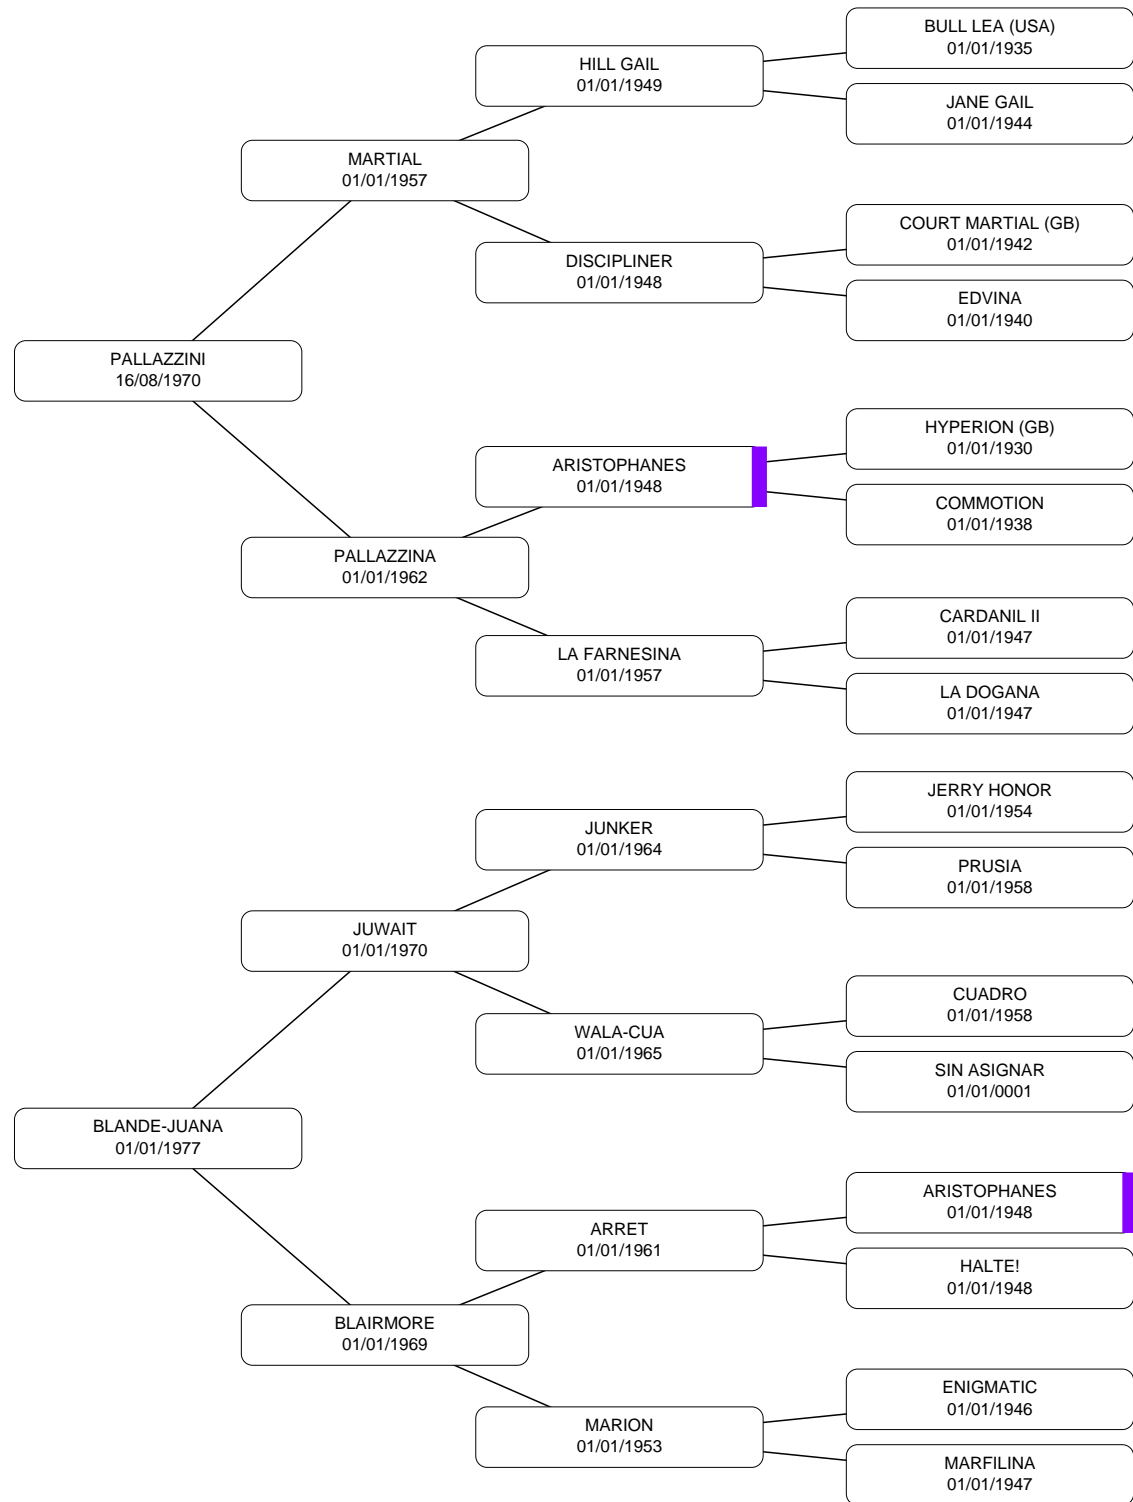 BULL LEA (USA)
01/01/1935
HILL GAIL
01/01/1949
JANE GAIL
01/01/1944
MARTIAL
01/01/1957
COURT MARTIAL (GB)
01/01/1942
DISCIPLINER
01/01/1948
EDVINA
01/01/1940
PALLAZZINI
16/08/1970
HYPERION (GB)
01/01/1930
ARISTOPHANES
01/01/1948
COMMOTION
01/01/1938
PALLAZZINA
01/01/1962
CARDANIL II
01/01/1947
LA FARNESINA
01/01/1957
LA DOGANA
01/01/1947
JERRY HONOR
01/01/1954
JUNKER
01/01/1964
PRUSIA
01/01/1958
JUWAIT
01/01/1970
CUADRO
01/01/1958
WALA-CUA
01/01/1965
SIN ASIGNAR
01/01/0001
BLANDE-JUANA
01/01/1977
ARISTOPHANES
01/01/1948
ARRET
01/01/1961
HALTE!
01/01/1948
BLAIRMORE
01/01/1969
ENIGMATIC
01/01/1946
MARION
01/01/1953
MARFILINA
01/01/1947